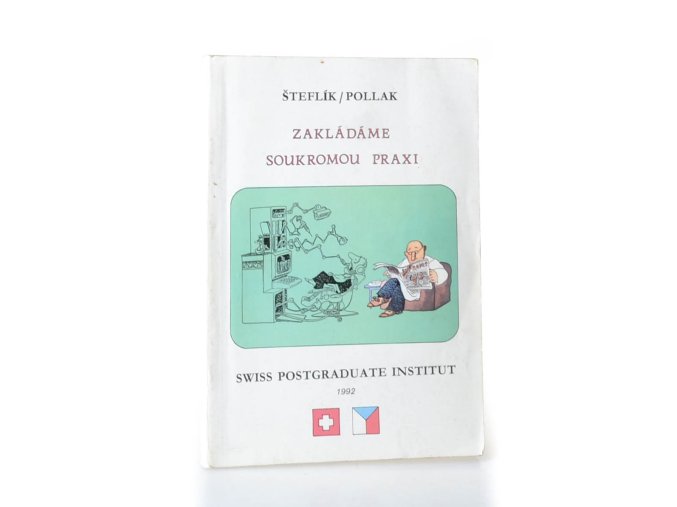 ŠTEFLÍK/POLLAK
ZAKLÁDÁME
SOUKROMOU PRAXI
SWISS POSTGRADUATE INSTITUT
1992